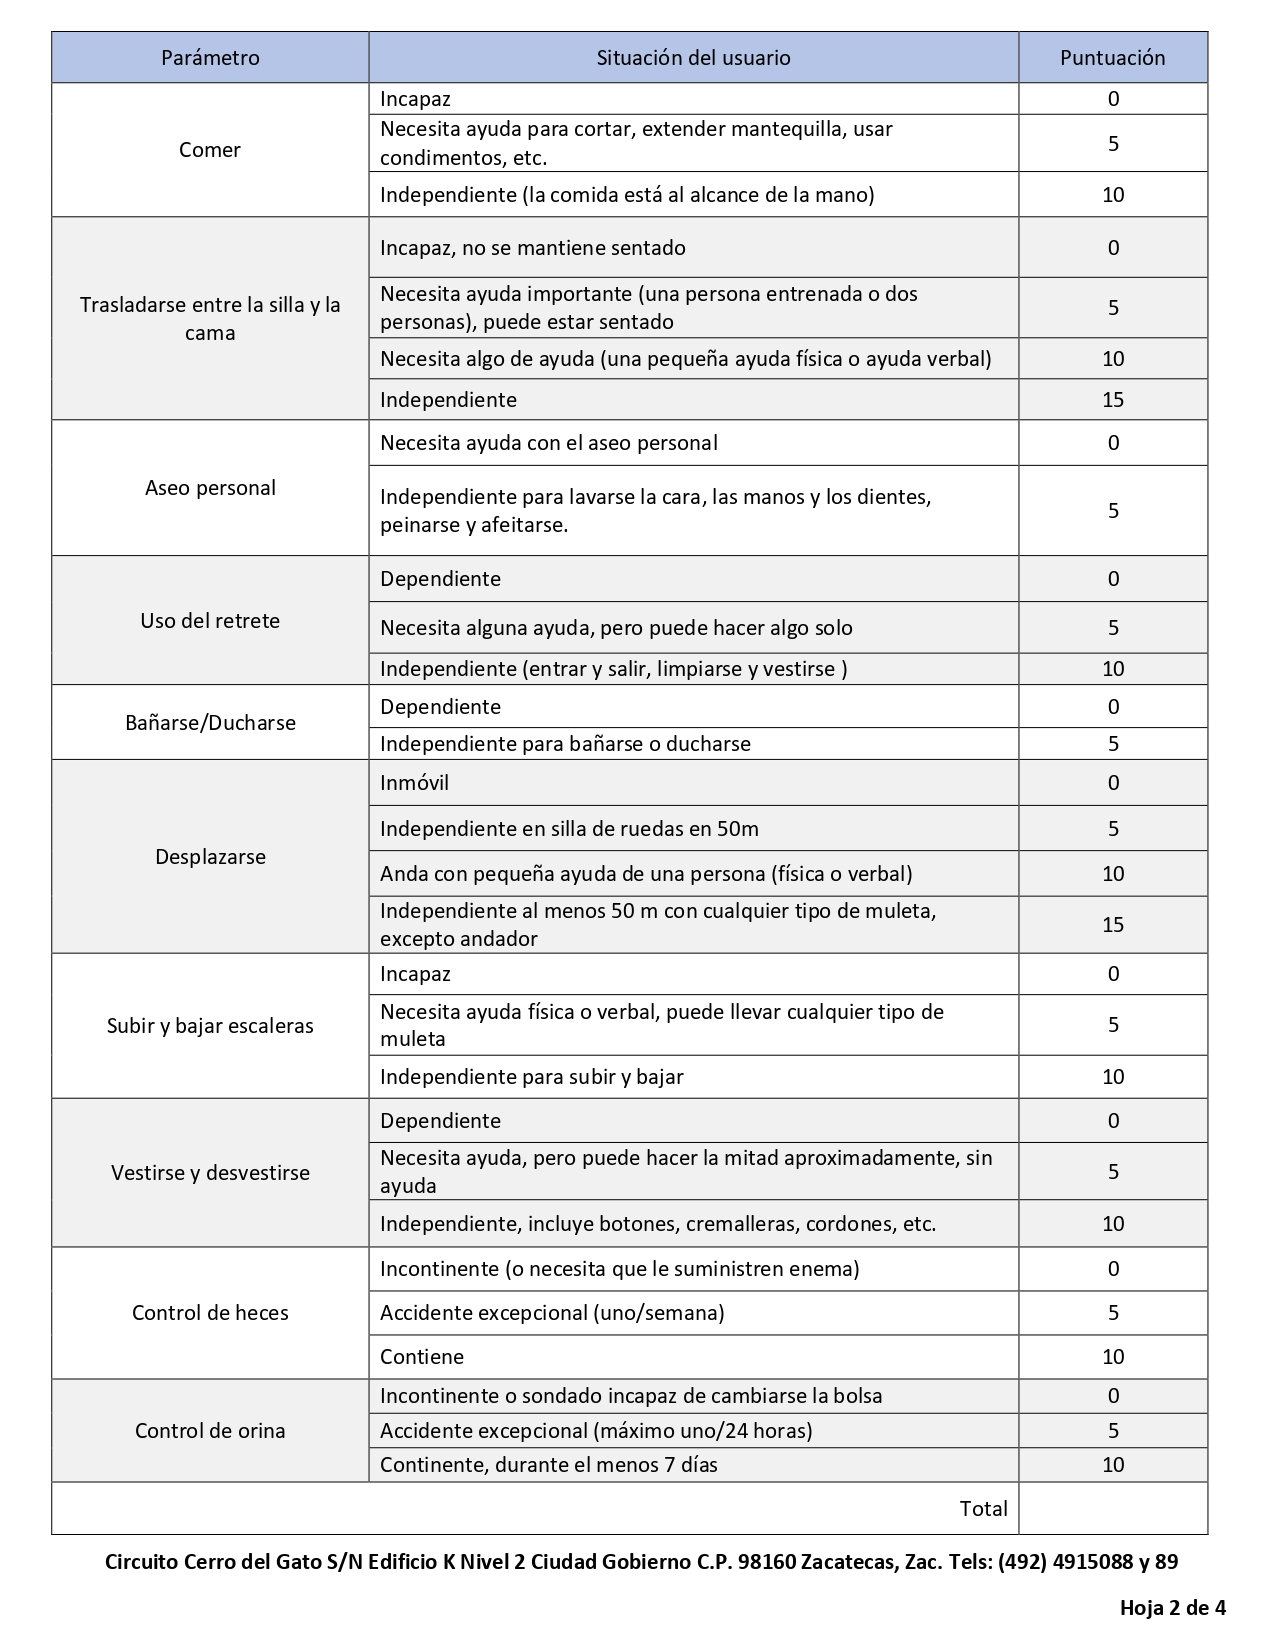 Parámetro
Situación del usuario
Puntuación
Comer
Incapaz
0
Necesita ayuda para cortar, extender mantequilla, usar
condimentos, etc.
5
Independiente (la comida está al alcance de la mano)
10
Trasladarse entre la silla y la
cama
Incapaz, no se mantiene sentado
0
Necesita ayuda importante (una persona entrenada o dos
personas), puede estar sentado
5
Necesita algo de ayuda (una pequeña ayuda física o ayuda verbal)
10
Independiente
15
Aseo personal
Necesita ayuda con el aseo personal
0
Independiente para lavarse la cara, las manos y los dientes,
peinarse y afeitarse.
5
Uso del retrete
Dependiente
0
Necesita alguna ayuda, pero puede hacer algo solo
5
Independiente (entrar y salir, limpiarse y vestirse )
10
Bañarse/Ducharse
Dependiente
0
Independiente para bañarse o ducharse
5
Desplazarse
Inmóvil
0
Independiente en silla de ruedas en 50m
5
Anda con pequeña ayuda de una persona (física o verbal)
10
Independiente al menos 50 m con cualquier tipo de muleta,
excepto andador
15
Subir y bajar escaleras
Incapaz
0
Necesita ayuda física o verbal, puede llevar cualquier tipo de
muleta
5
Independiente para subir y bajar
10
Vestirse y desvestirse
Dependiente
0
Necesita ayuda, pero puede hacer la mitad aproximadamente, sin
ayuda
5
Independiente, incluye botones, cremalleras, cordones, etc.
10
Control de heces
Incontinente (o necesita que le suministren enema)
0
Accidente excepcional (uno/semana)
5
Contiene
10
Control de orina
Incontinente o sondado incapaz de cambiarse la bolsa
0
Accidente excepcional (máximo uno/24 horas)
5
Continente, durante el menos 7 días
10
Total
Circuito Cerro del Gato S/N Edificio K Nivel 2 Ciudad Gobierno C.P. 98160 Zacatecas, Zac. Tels: (492) 4915088 y 89
Hoja 2 de 4